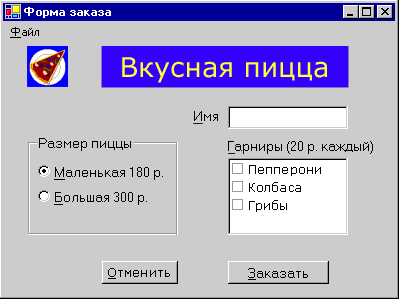 Форма заказа
Файл
Вкусная пицца
Имя
Размер пиццы
Маленькая 180 р.
Большая 300 р.
Гарниры (20 р. каждый)
Пепперони
Колбаса
Грибы
Отменить
Заказать